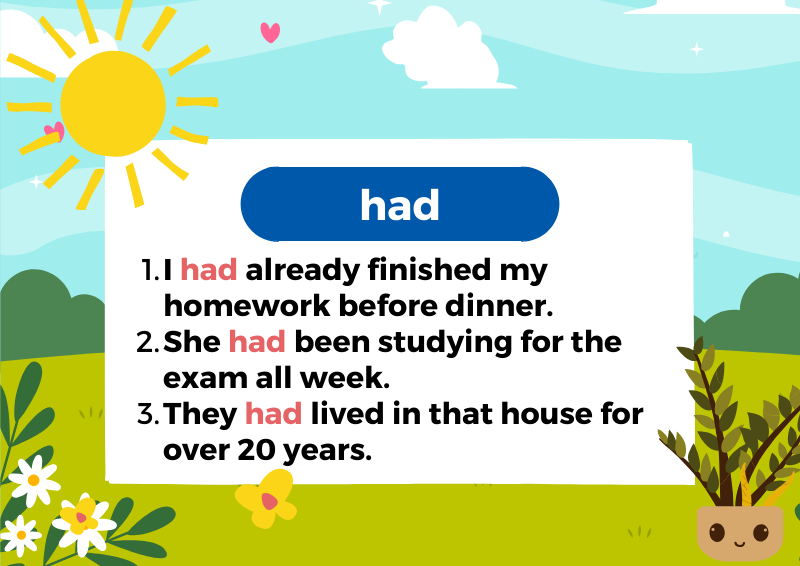 had
1. I had already finished my
homework before dinner.
2. She had been studying for the
exam all week.
3. They had lived in that house for
over 20 years.